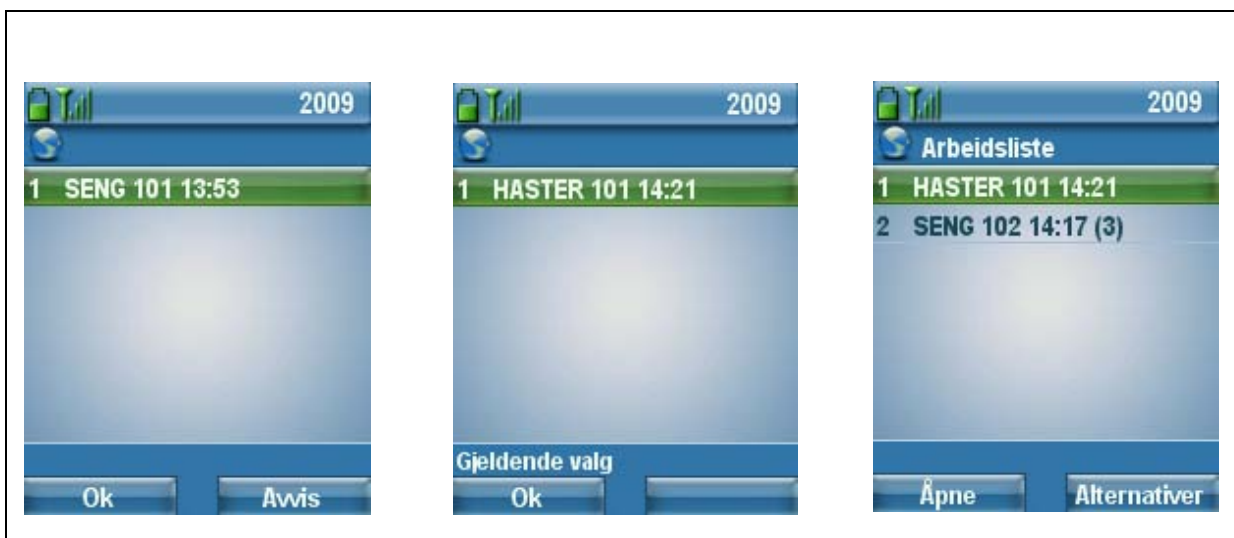 2009
1 SENG 101 13:53
Ok Avvis
2009
1 HASTER 101 14:21
Gjeldende valg
Ok
2009
Arbeidsliste
1 HASTER 101 14:21
2 SENG 102 14:17 (3)
Åpne Alternativer